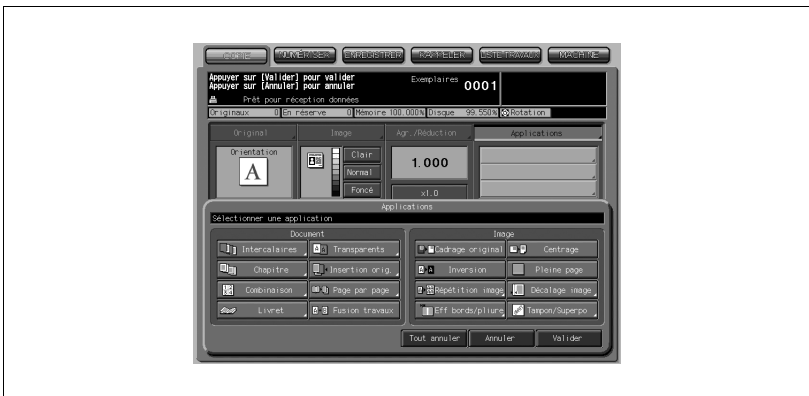 COPIE NUMÉRISER ENREGISTRER RAPPELER LISTE TRAVAUX MACHINE
Appuyer sur [Valider] pour valider
Appuyer sur [Annuler] pour annuler
Exemplaires 0001
Prêt pour réception données
Originaux 0 En réserve 0 Mémoire 100.000% Disque 99.550% Rotation
Original Image Agr./Réduction Applications
Orientation
A
Clair
Normal
Foncé
1.000
x1.0
Applications
Sélectionner une application
Document Image
Intercalaires Transparents Cadrage original Centrage
Chapitre Insertion orig. Inversion Pleine page
Combinaison Page par page Répétition image Décalage image
Livret Fusion travaux Eff bords/pliure Tampon/Superpo
Tout annuler Annuler Valider